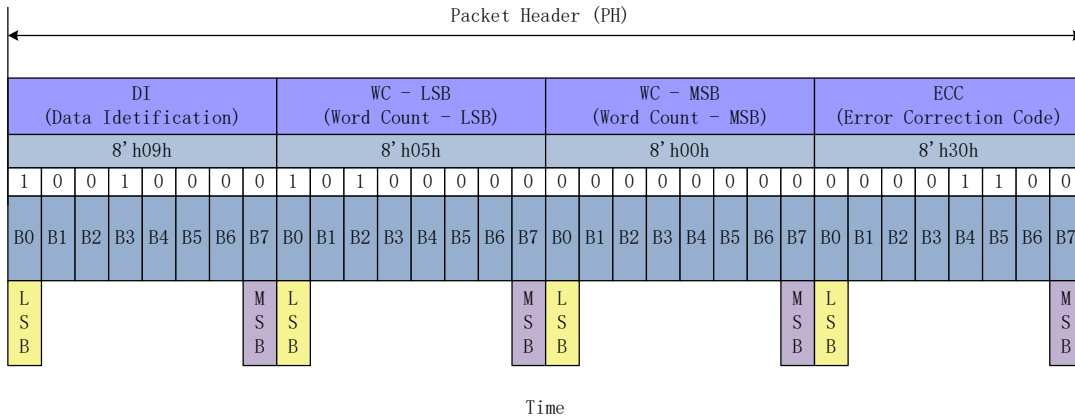 Packet Header (PH)
DI WC - LSB WC - MSB ECC
(Data Idetification) (Word Count - LSB) (Word Count - MSB) (Error Correction Code)
8'h09h 8'h05h 8'h00h 8'h30h
1 0 0 1 0 0 0 0 1 0 1 0 0 0 0 0 0 0 0 0 0 0 0 0 0 0 0 0 1 1 0 0
B0 B1 B2 B3 B4 B5 B6 B7 B0 B1 B2 B3 B4 B5 B6 B7 B0 B1 B2 B3 B4 B5 B6 B7 B0 B1 B2 B3 B4 B5 B6 B7
L M L M L M L M
S S S S S S S S
B B B B B B B B
Time